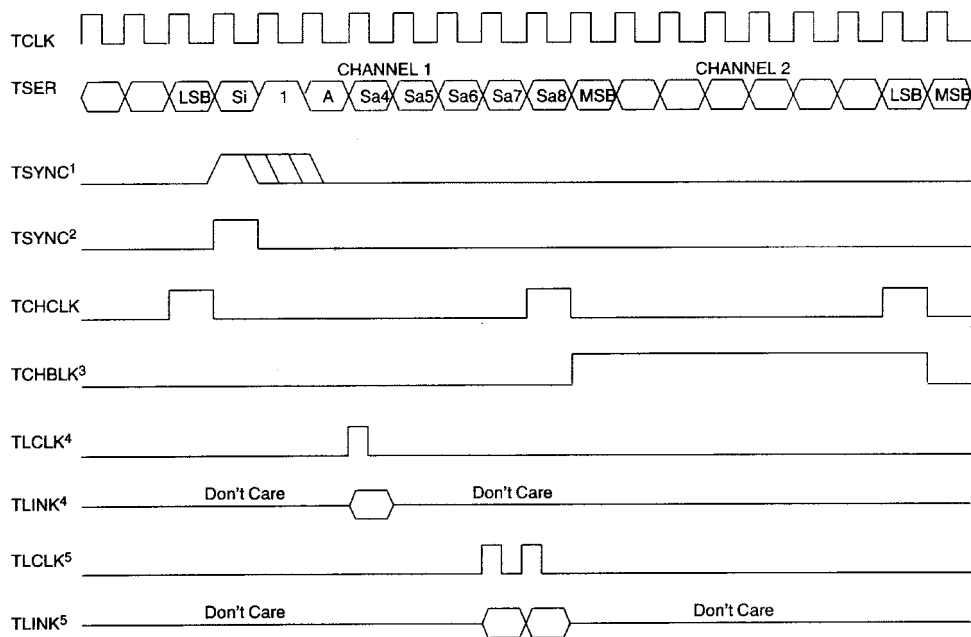 TCLK
CHANNEL 1 CHANNEL 2
TSER LSB Si 1 A Sa4 Sa5 Sa6 Sa7 Sa8 MSB LSB MSB
TSYNC1
TSYNC2
TCHCLK
TCHBLK3
TLCLK4
Don't Care Don't Care
TLINK4
TLCLK5
Don't Care Don't Care
TLINK5